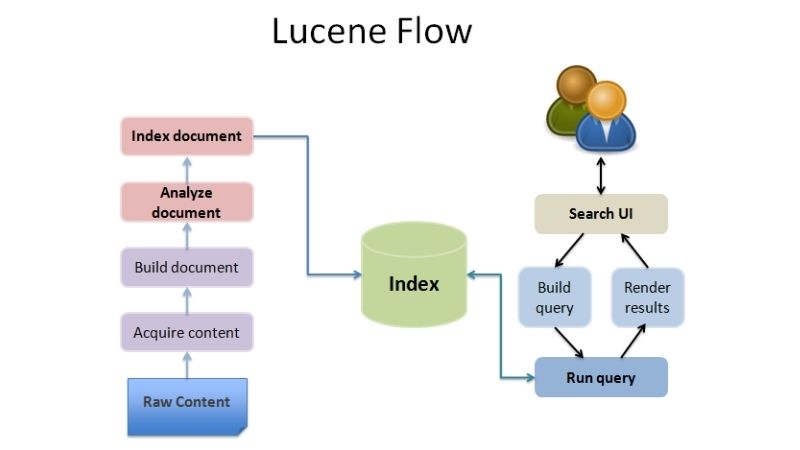 Lucene Flow
Index document
Analyze
document
Build document
Acquire content
Raw Content
Index
Search UI
Build
query
Render
results
Run query